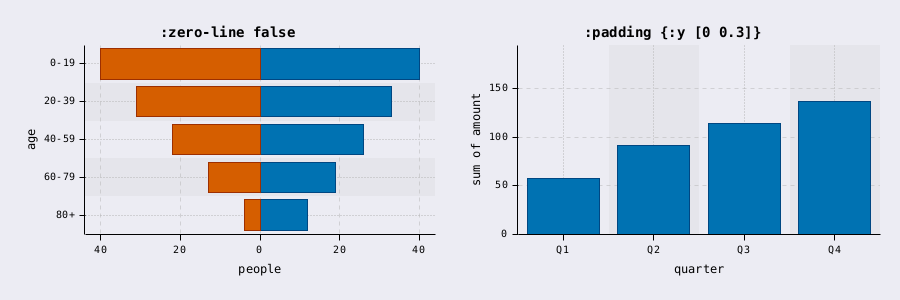 :zero-line false
0-19
20-39
40-59
60-79
80+
age
40 20 0 20 40
people
:padding {:y [0 0.3]}
150
100
50
0
sum of amount
Q1 Q2 Q3 Q4
quarter